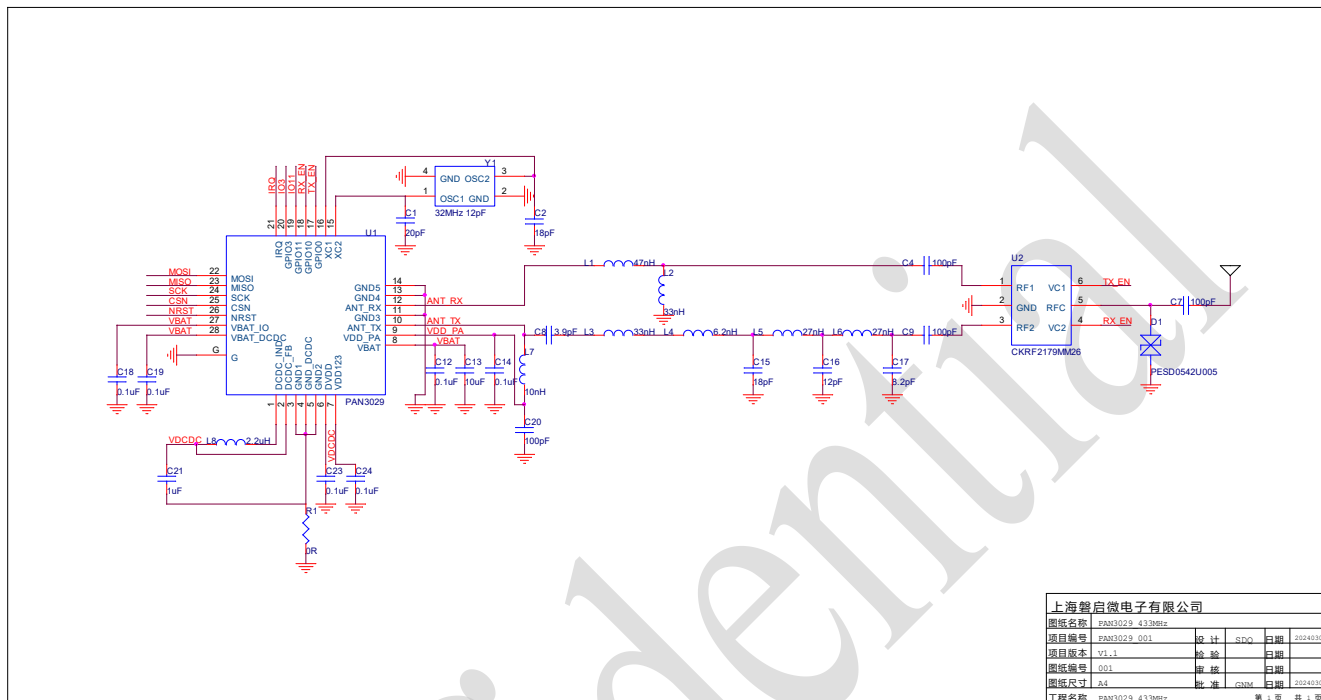 IRQ
IO3
IO11
RX_EN
TX_EN
21
20
19
18
17
16
15
IRQ
GPIO3
GPIO11
GPIO10
GPIO0
XC1
XC2
U1
Y1
4 GND OSC2 3
1 OSC1 GND 2
32MHz 12pF
C1
20pF
C2
18pF
MOSI 22 MOSI
MISO 23 MISO
SCK 24 SCK
CSN 25 CSN
NRST 26 NRST
VBAT 27 VBAT_IO
VBAT 28 VBAT_DCDC
G G
GND5 14
GND4 13
ANT_RX 12 ANT_RX
GND3 11
ANT_TX 10 ANT_TX
VDD_PA 9 VDD_PA
VBAT 8 VBAT
DCDC_IND
DCDC_FB
GND1
GND_DCDC
GND2
DVDD
VDD123
1
2
3
4
5
6
7
PAN3029
C18
0.1uF
C19
0.1uF
C12
0.1uF
C13
10uF
C14
0.1uF
L7
10nH
C20
100pF
VDCDC
L8 2.2uH
C21
1uF
VDCDC
C23
0.1uF
C24
0.1uF
R1
0R
L1 47nH
L2
33nH
C4 100pF
C8 3.9pF
L3 33nH
L4 6.2nH
L5 27nH
L6 27nH
C9 100pF
C15
18pF
C16
12pF
C17
8.2pF
U2
1 RF1 VC1 6 TX_EN
2 GND RFC 5
3 RF2 VC2 4 RX_EN
CKRF2179MM26
C7 100pF
D1
PESD0542U005
dential
上海磐启微电子有限公司
图纸名称 PAN3029_433MHz
项目编号 PAN3029_001 设 计 SDQ 日期
项目版本 V1.1 检 验 日期
图纸编号 001 审 核 日期
图纸尺寸 A4 批 准 GNM 日期
工程名称 PAN3029_433MHz 第 1 页 共 1 页